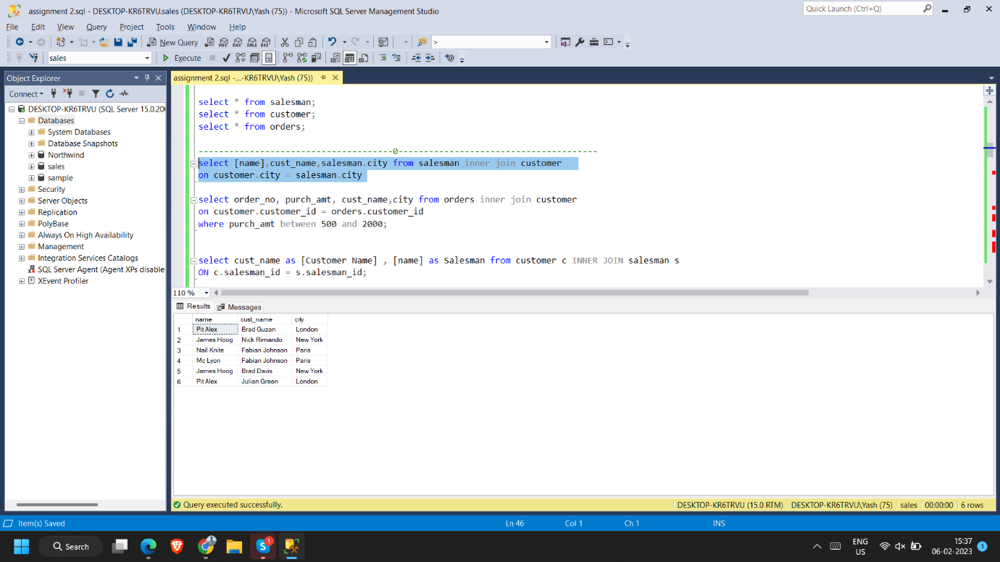 assignment 2.sql - DESKTOP-KR6TRVU.sales (DESKTOP-KR6TRVU\Yash (75)) - Microsoft SQL Server Management Studio
Quick Launch (Ctrl+Q)
File Edit View Query Project Tools Window Help
New Query
>
sales
Execute
Object Explorer
Connect
DESKTOP-KR6TRVU (SQL Server 15.0.200
Databases
System Databases
Database Snapshots
Northwind
sales
sample
Security
Server Objects
Replication
PolyBase
Always On High Availability
Management
Integration Services Catalogs
SQL Server Agent (Agent XPs disable
XEvent Profiler
assignment 2.sql -...-KR6TRVU\Yash (75))
select * from salesman;
select * from customer;
select * from orders;
--------------------------------------0---------------------------------------
select [name],cust_name,salesman.city from salesman inner join customer
on customer.city = salesman.city
select order_no, purch_amt, cust_name,city from orders inner join customer
on customer.customer_id = orders.customer_id
where purch_amt between 500 and 2000;
select cust_name as [Customer Name] , [name] as Salesman from customer c INNER JOIN salesman s
ON c.salesman_id = s.salesman_id;
110 %
Results Messages
name cust_name city
1 Pit Alex Brad Guzan London
2 James Hoog Nick Rimando New York
3 Nail Knite Fabian Johnson Paris
4 Mc Lyon Fabian Johnson Paris
5 James Hoog Brad Davis New York
6 Pit Alex Julian Green London
Query executed successfully.
DESKTOP-KR6TRVU (15.0 RTM) DESKTOP-KR6TRVU\Yash (75) sales 00:00:00 6 rows
Item(s) Saved
Ln 46 Col 1 Ch 1 INS
Search
S 1
ENG
US
15:37
06-02-2023
1